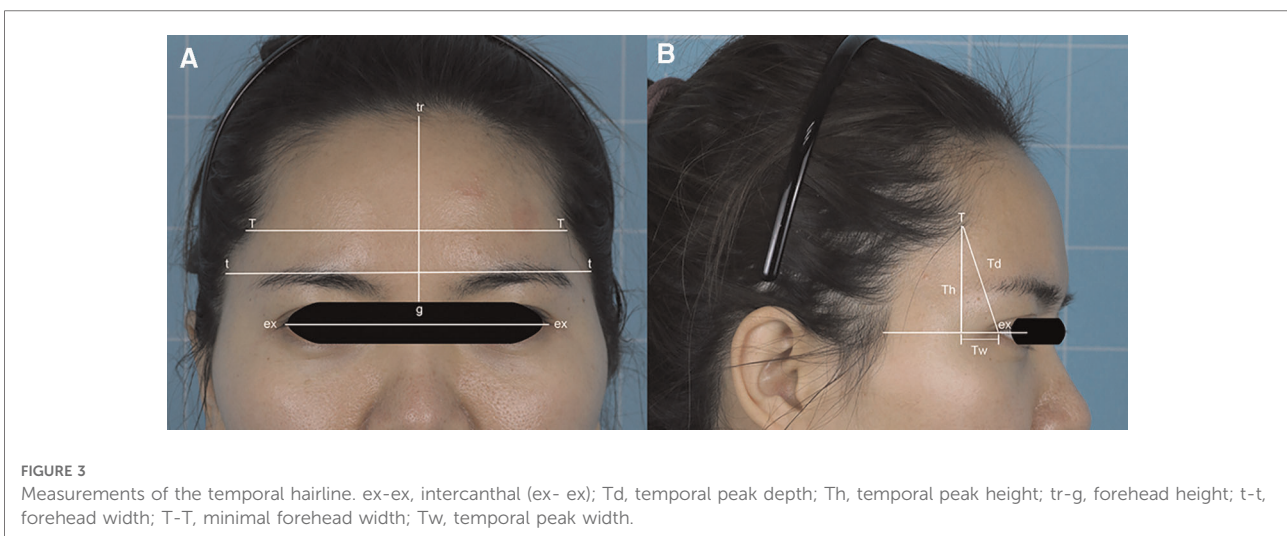 A
B
tr
T
T
T
t
t
Td
Th
g
ex
ex
ex
Tw
FIGURE 3
Measurements of the temporal hairline. ex-ex, intercanthal (ex- ex); Td, temporal peak depth; Th, temporal peak height; tr-g, forehead height; t-t,
forehead width; T-T, minimal forehead width; Tw, temporal peak width.